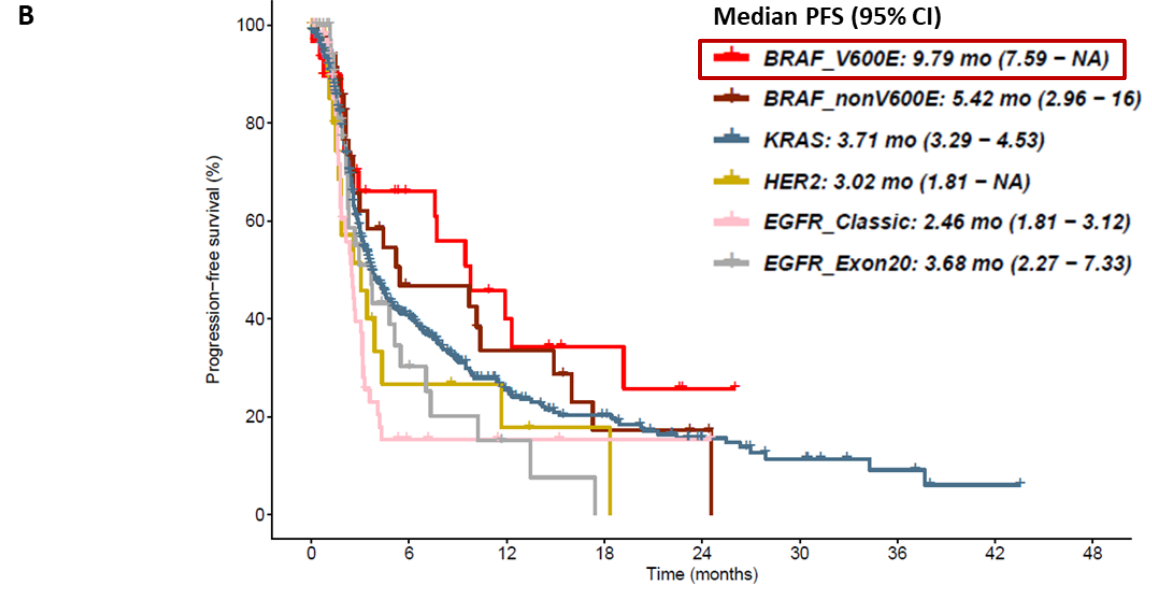 B
Median PFS (95% CI)
BRAF_V600E: 9.79 mo (7.59 − NA)
BRAF_nonV600E: 5.42 mo (2.96 − 16)
KRAS: 3.71 mo (3.29 − 4.53)
HER2: 3.02 mo (1.81 − NA)
EGFR_Classic: 2.46 mo (1.81 − 3.12)
EGFR_Exon20: 3.68 mo (2.27 − 7.33)
Progression−free survival (%)
100
80
60
40
20
0
0 6 12 18 24 30 36 42 48
Time (months)